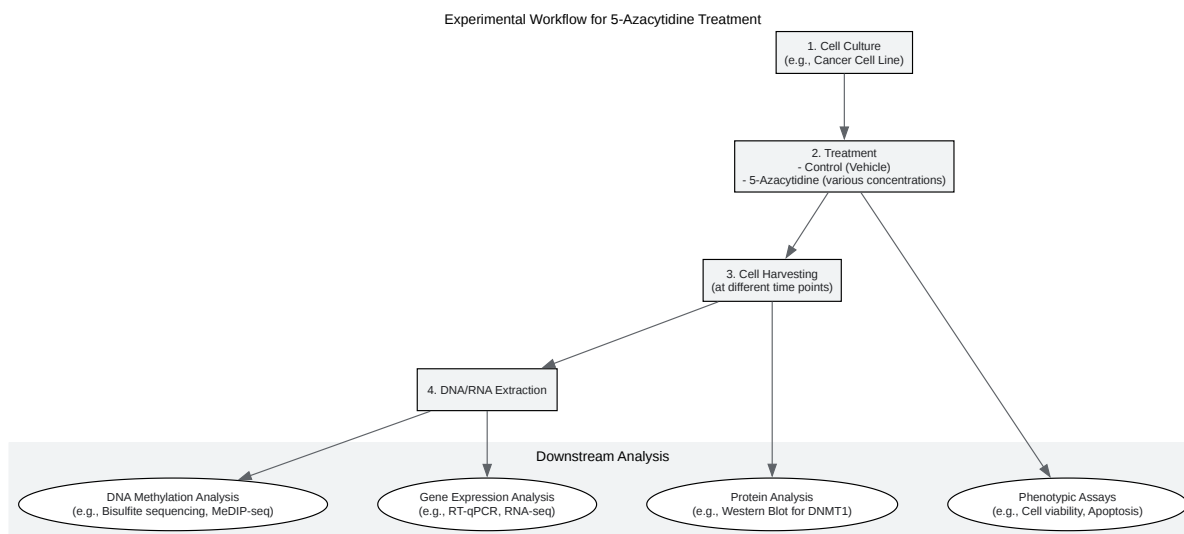 Experimental Workflow for 5-Azacytidine Treatment
1. Cell Culture
(e.g., Cancer Cell Line)
2. Treatment
- Control (Vehicle)
- 5-Azacytidine (various concentrations)
3. Cell Harvesting
(at different time points)
4. DNA/RNA Extraction
Downstream Analysis
DNA Methylation Analysis
(e.g., Bisulfite sequencing, MeDIP-seq)
Gene Expression Analysis
(e.g., RT-qPCR, RNA-seq)
Protein Analysis
(e.g., Western Blot for DNMT1)
Phenotypic Assays
(e.g., Cell viability, Apoptosis)